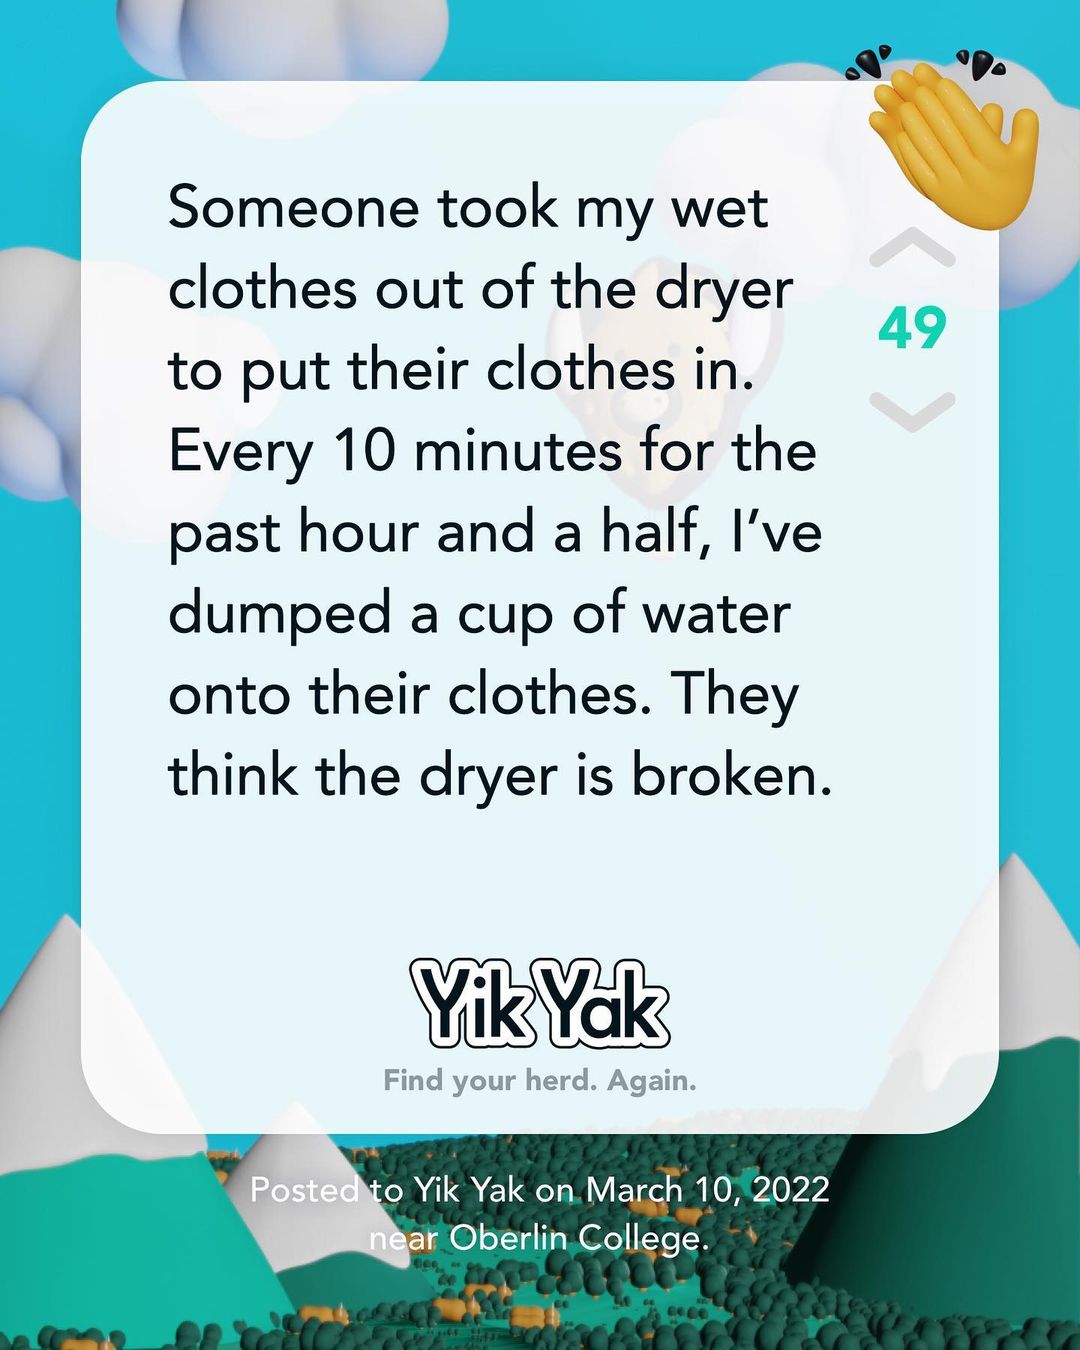 Someone took my wet
clothes out of the dryer
to put their clothes in.
Every 10 minutes for the
past hour and a half, I’ve
dumped a cup of water
onto their clothes. They
think the dryer is broken.
49
Yik Yak
Find your herd. Again.
Posted to Yik Yak on March 10, 2022
near Oberlin College.